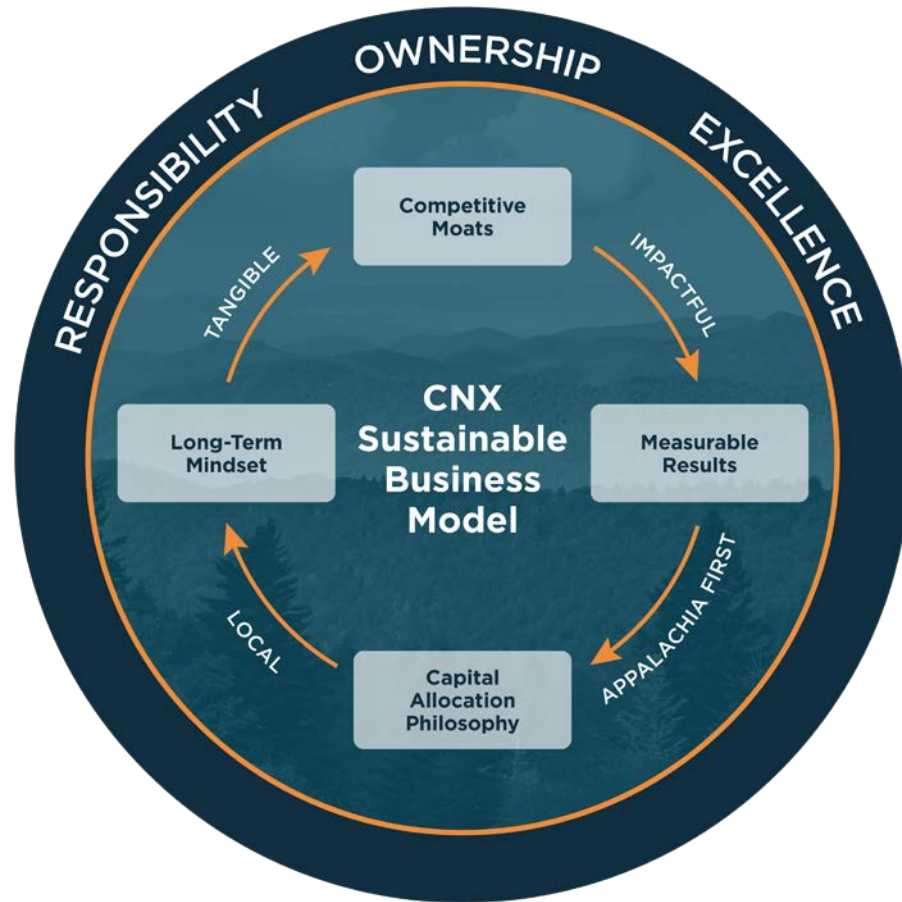 RESPONSIBILITY
OWNERSHIP
EXCELLENCE
Competitive
Moats
TANGIBLE
IMPACTFUL
CNX
Sustainable
Business
Model
Long-Term
Mindset
Measurable
Results
LOCAL
APPALACHIA FIRST
Capital
Allocation
Philosophy